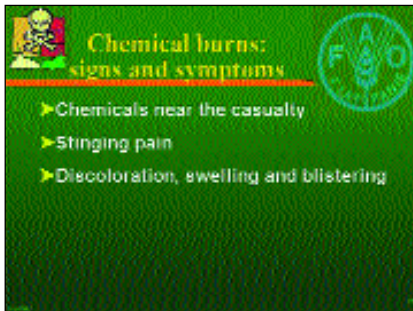 Chemical burns:
signs and symptoms
F A O
Chemicals near the casualty
Stinging pain
Discoloration, swelling and blistering